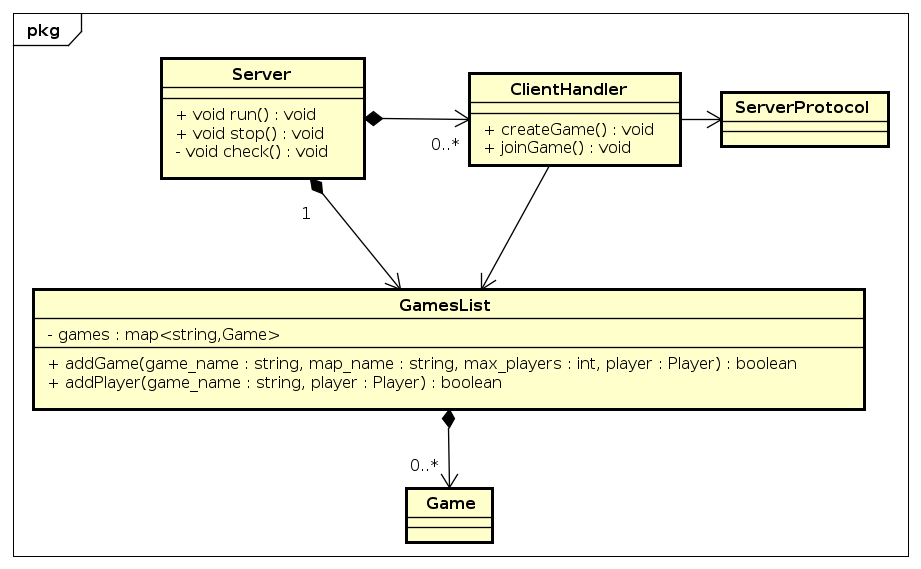 pkg
Server
+ void run() : void
+ void stop() : void
- void check() : void
0..*
ClientHandler
+ createGame() : void
+ joinGame() : void
ServerProtocol
1
GamesList
- games : map<string,Game>
+ addGame(game_name : string, map_name : string, max_players : int, player : Player) : boolean
+ addPlayer(game_name : string, player : Player) : boolean
0..*
Game